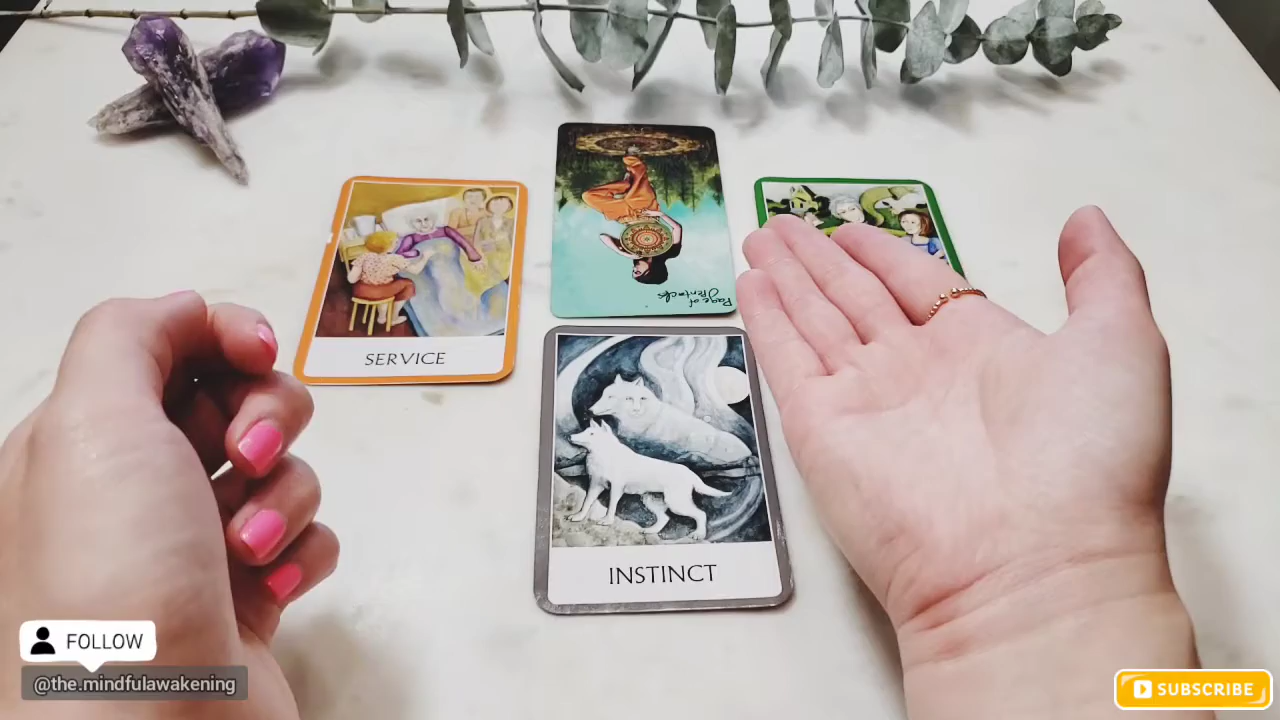 Page of
Pentacles
SERVICE
INSTINCT
FOLLOW
@the.mindfulawakening
SUBSCRIBE